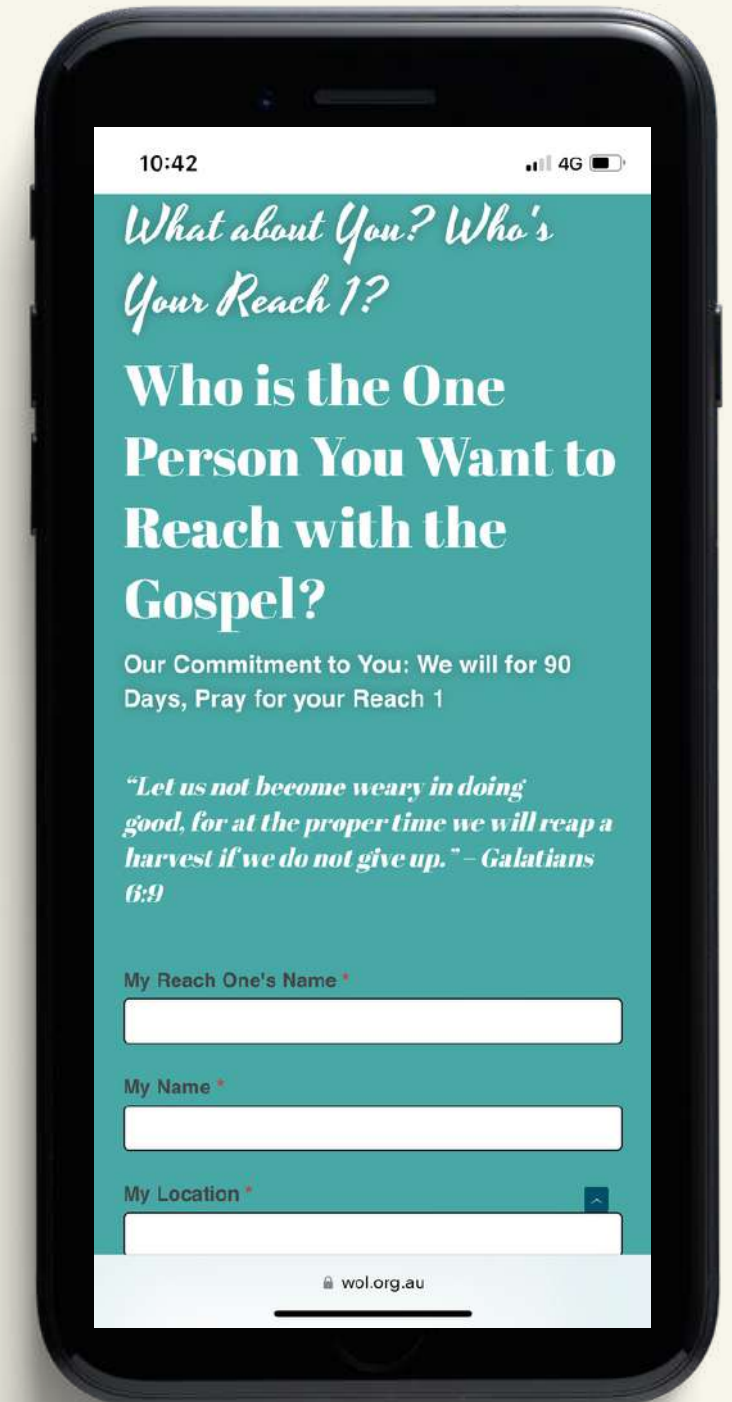 10:42
4G
What about You? Who's
Your Reach 1?
Who is the One
Person You Want to
Reach with the
Gospel?
Our Commitment to You: We will for 90
Days, Pray for your Reach 1
“Let us not become weary in doing
good, for at the proper time we will reap a
harvest if we do not give up.” – Galatians
6:9
My Reach One's Name *
My Name *
My Location *
wol.org.au